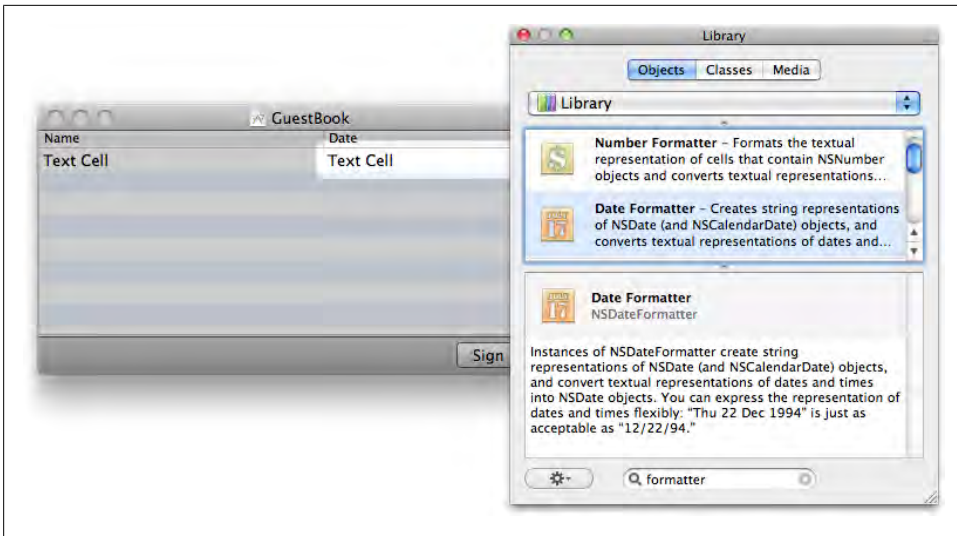 GuestBook
Name
Date
Text Cell
Text Cell
Sign
Library
Objects
Classes
Media
Library
Number Formatter – Formats the textual
representation of cells that contain NSNumber
objects and converts textual representations...
Date Formatter – Creates string representations
of NSDate (and NSCalendarDate) objects, and
converts textual representations of dates and...
Date Formatter
NSDateFormatter
Instances of NSDateFormatter create string
representations of NSDate (and NSCalendarDate) objects,
and convert textual representations of dates and times
into NSDate objects. You can express the representation of
dates and times flexibly: “Thu 22 Dec 1994” is just as
acceptable as “12/22/94.”
formatter